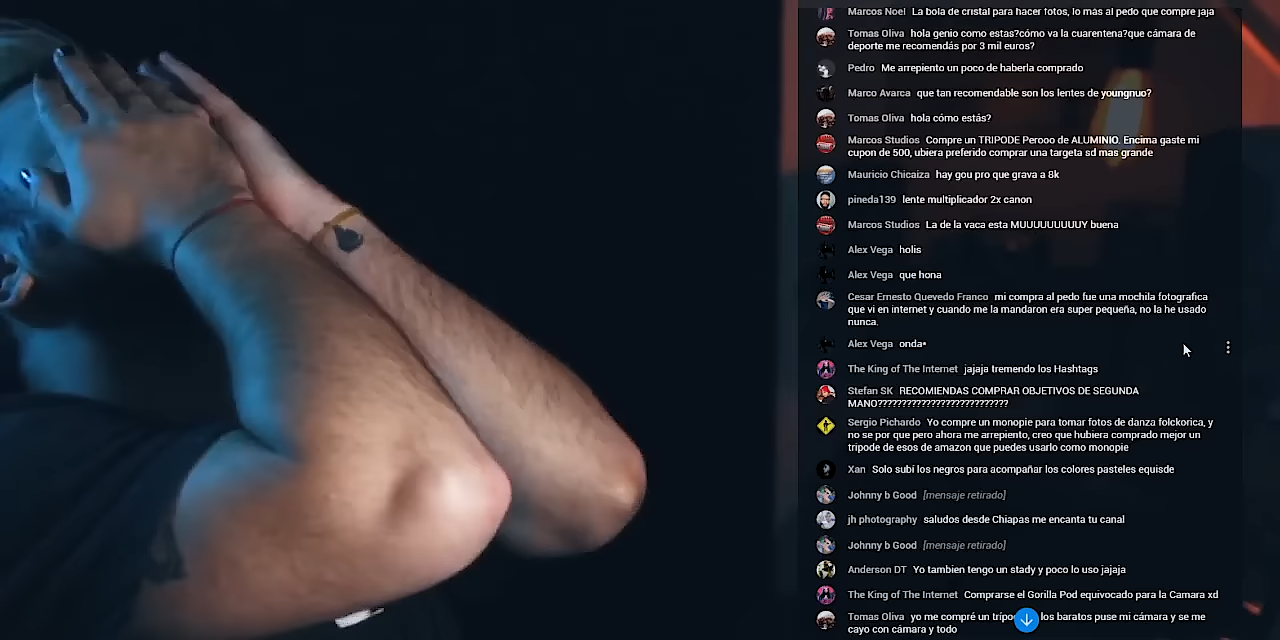 Marcos Noel La bola de cristal para hacer fotos, lo más al pedo que compre jaja
Tomas Oliva hola genio como estas?cómo va la cuarentena?que cámara de
deporte me recomendás por 3 mil euros?
Pedro Me arrepiento un poco de haberla comprado
Marco Avarca que tan recomendable son los lentes de youngnuo?
Tomas Oliva hola cómo estás?
Marcos Studios Compre un TRIPODE Perooo de ALUMINIO. Encima gaste mi
cupon de 500, ubiera preferido comprar una targeta sd mas grande
Mauricio Chicaiza hay gou pro que grava a 8k
pineda139 lente multiplicador 2x canon
Marcos Studios La de la vaca esta MUUUUUUUUUY buena
Alex Vega holis
Alex Vega que hona
Cesar Ernesto Quevedo Franco mi compra al pedo fue una mochila fotografica
que vi en internet y cuando me la mandaron era super pequeña, no la he usado
nunca.
Alex Vega onda*
The King of The Internet jajaja tremendo los Hashtags
Stefan SK RECOMIENDAS COMPRAR OBJETIVOS DE SEGUNDA
MANO???????????????????????????
Sergio Pichardo Yo compre un monopie para tomar fotos de danza folckorica, y
no se por que pero ahora me arrepiento, creo que hubiera comprado mejor un
tripode de esos de amazon que puedes usarlo como monopie
Xan Solo subí los negros para acompañar los colores pasteles equisde
Johnny b Good [mensaje retirado]
jh photography saludos desde Chiapas me encanta tu canal
Johnny b Good [mensaje retirado]
Anderson DT Yo tambien tengo un stady y poco lo uso jajaja
The King of The Internet Comprarse el Gorilla Pod equivocado para la Camara xd
Tomas Oliva yo me compré un los baratos puse mi cámara y se me
cayo con cámara y todo